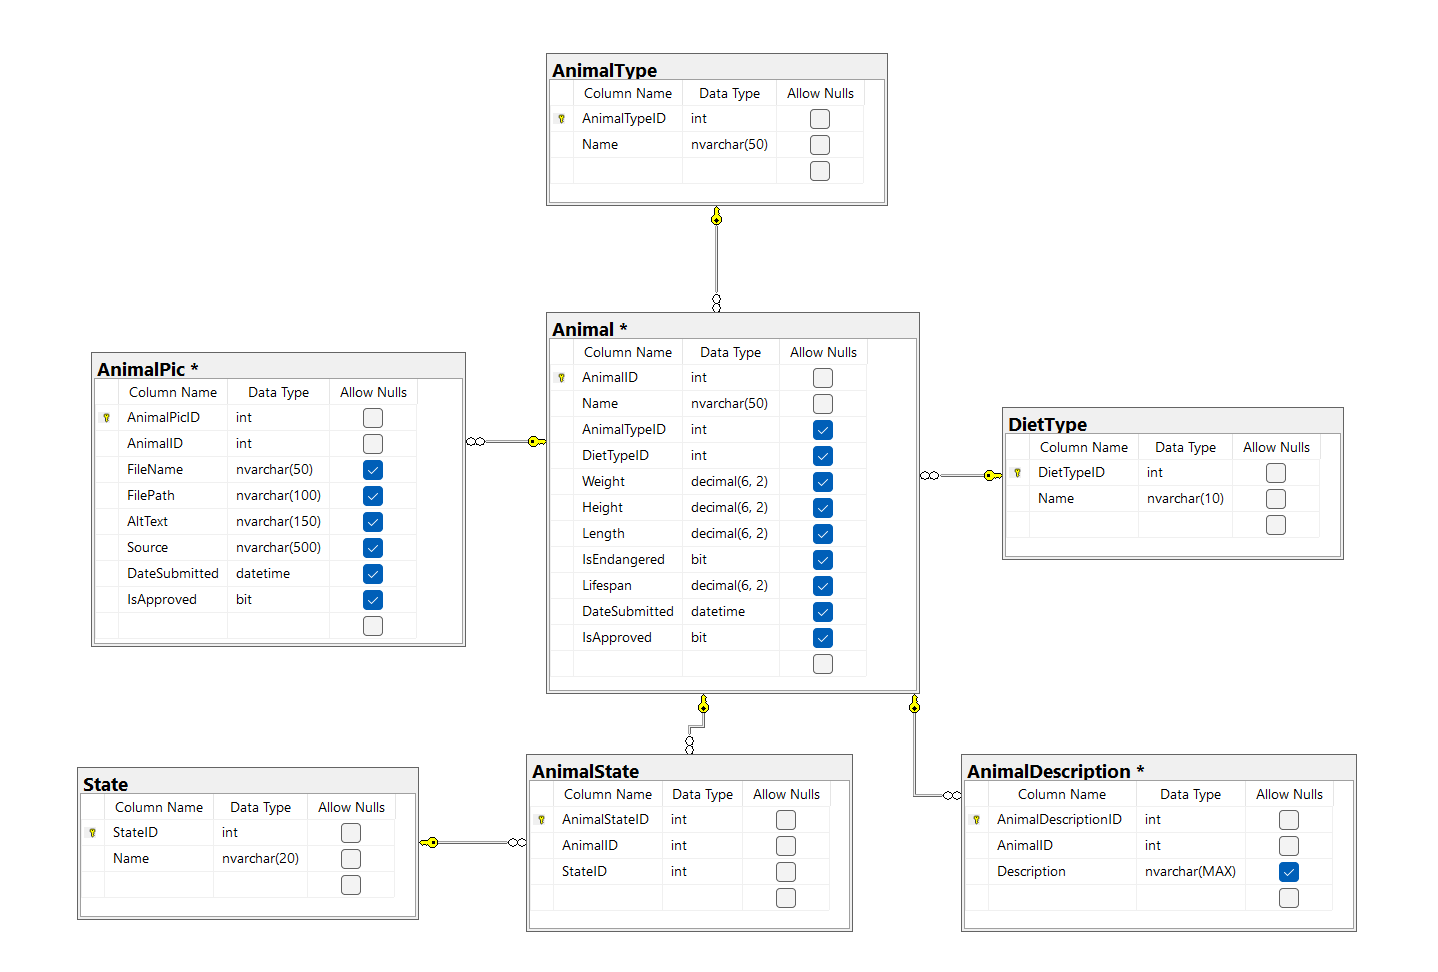 AnimalType
Column Name Data Type Allow Nulls
AnimalTypeID int
Name nvarchar(50)
Animal *
Column Name Data Type Allow Nulls
AnimalID int
Name nvarchar(50)
AnimalTypeID int
DietTypeID int
Weight decimal(6, 2)
Height decimal(6, 2)
Length decimal(6, 2)
IsEndangered bit
Lifespan decimal(6, 2)
DateSubmitted datetime
IsApproved bit
AnimalPic *
Column Name Data Type Allow Nulls
AnimalPicID int
AnimalID int
FileName nvarchar(50)
FilePath nvarchar(100)
AltText nvarchar(150)
Source nvarchar(500)
DateSubmitted datetime
IsApproved bit
DietType
Column Name Data Type Allow Nulls
DietTypeID int
Name nvarchar(10)
State
Column Name Data Type Allow Nulls
StateID int
Name nvarchar(20)
AnimalState
Column Name Data Type Allow Nulls
AnimalStateID int
AnimalID int
StateID int
AnimalDescription *
Column Name Data Type Allow Nulls
AnimalDescriptionID int
AnimalID int
Description nvarchar(MAX)